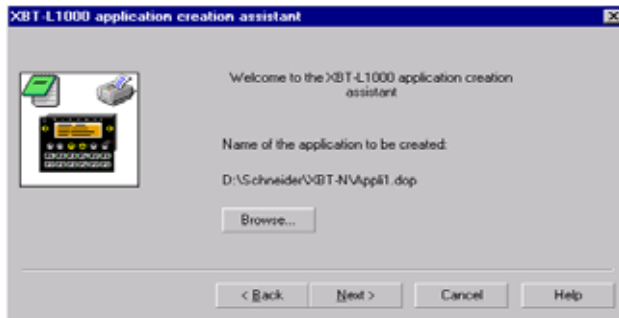 XBT-L1000 application creation assistant
Welcome to the XBT-L1000 application creation
assistant
Name of the application to be created:
D:\Schneider\XBT-N\Appli1.dop
Browse...
< Back Next > Cancel Help